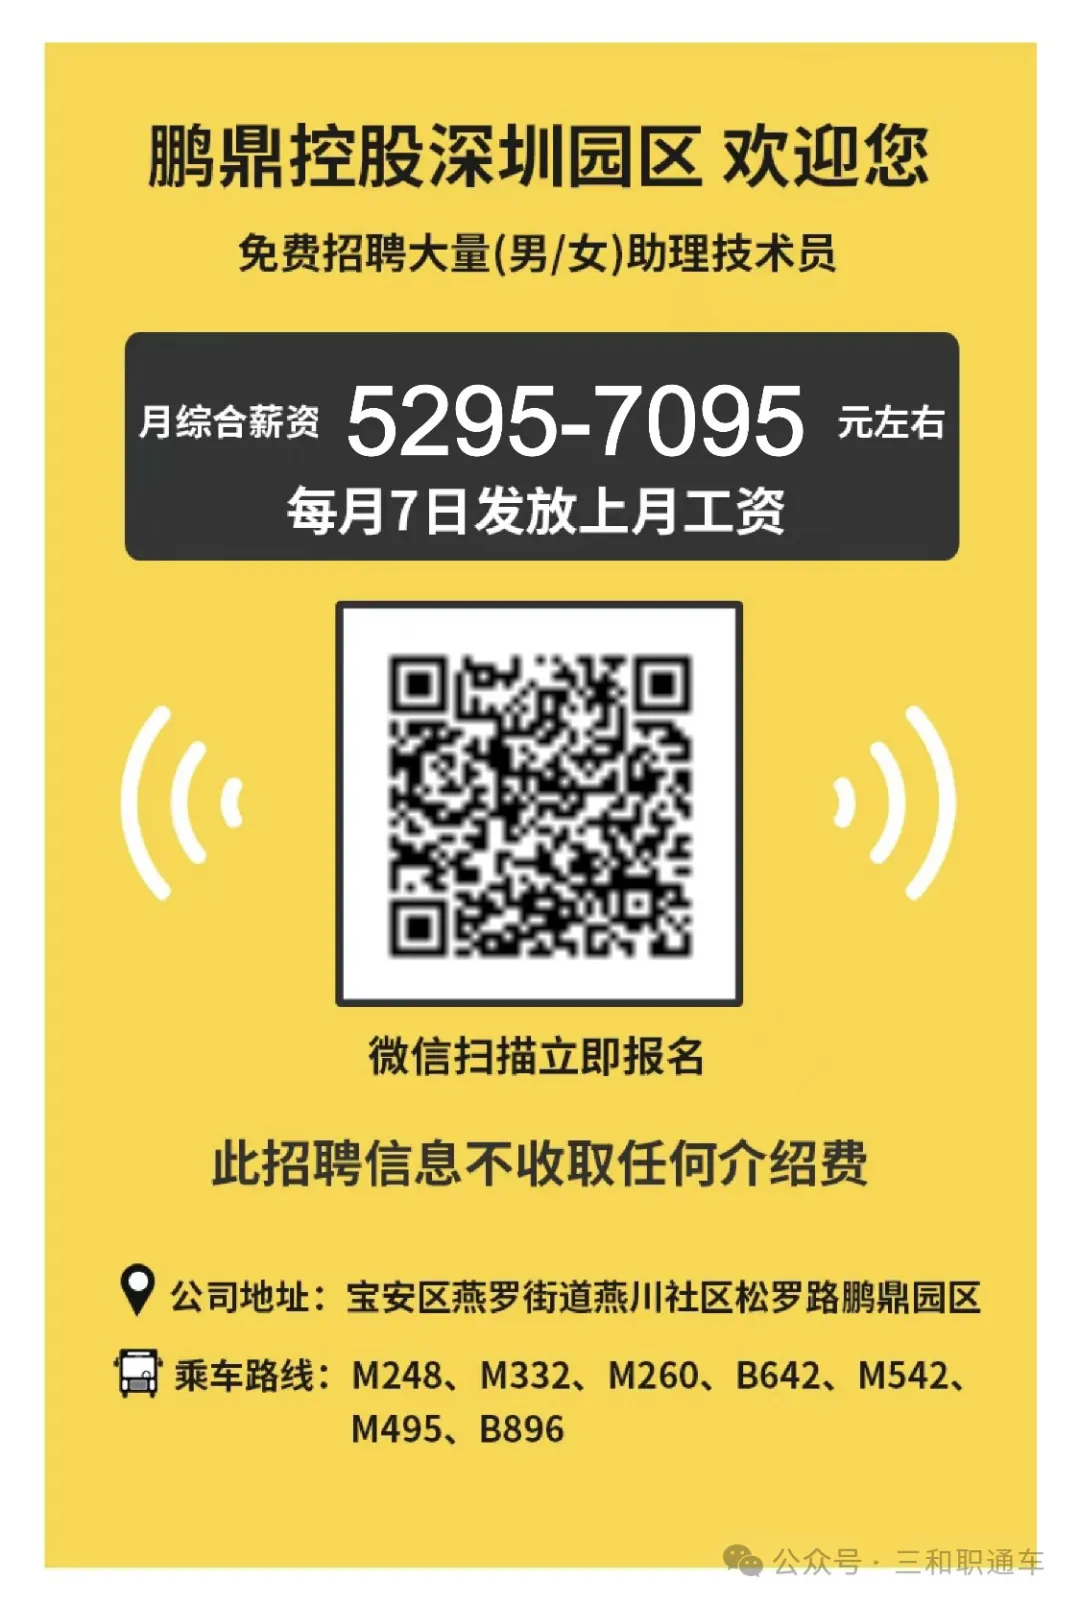 鹏鼎控股深圳园区 欢迎您
免费招聘大量(男/女)助理技术员
月综合薪资 5295-7095 元左右
每月7日发放上月工资
微信扫描立即报名
此招聘信息不收取任何介绍费
公司地址：宝安区燕罗街道燕川社区松罗路鹏鼎园区
乘车路线：M248、M332、M260、B642、M542、
M495、B896
公众号·三和职通车